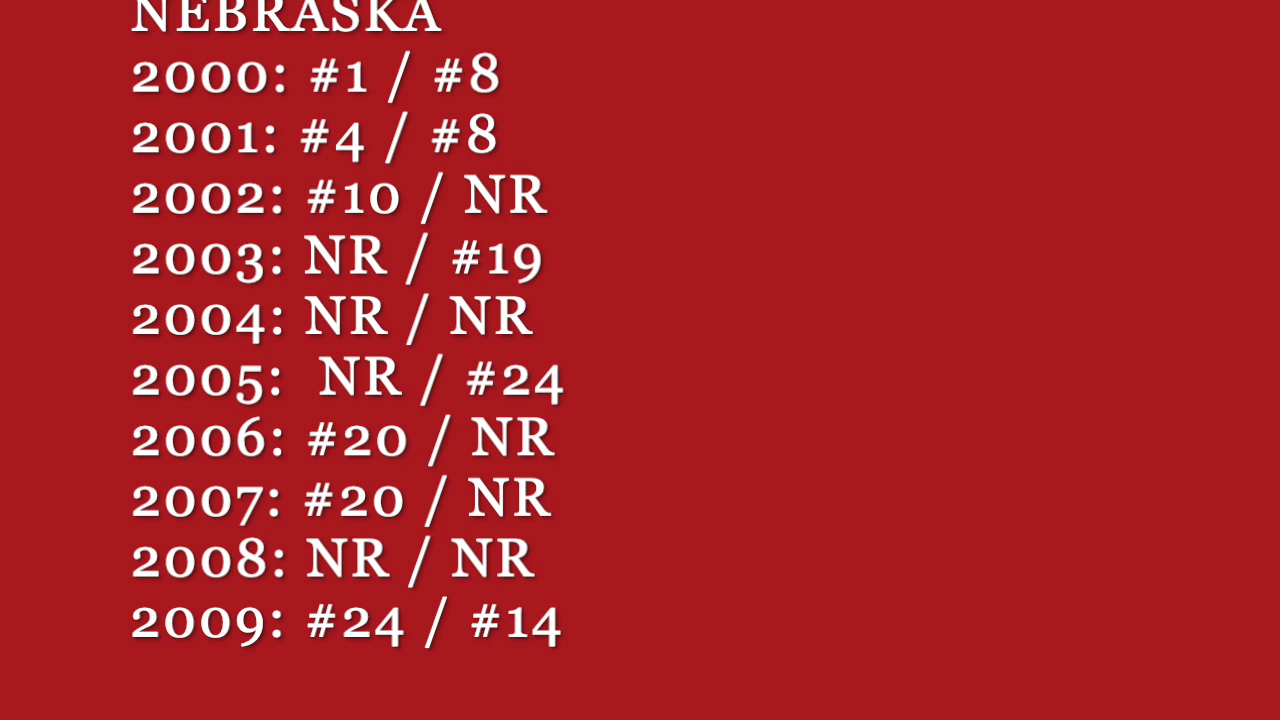 NEBRASKA
2000: #1 / #8
2001: #4 / #8
2002: #10 / NR
2003: NR / #19
2004: NR / NR
2005: NR / #24
2006: #20 / NR
2007: #20 / NR
2008: NR / NR
2009: #24 / #14